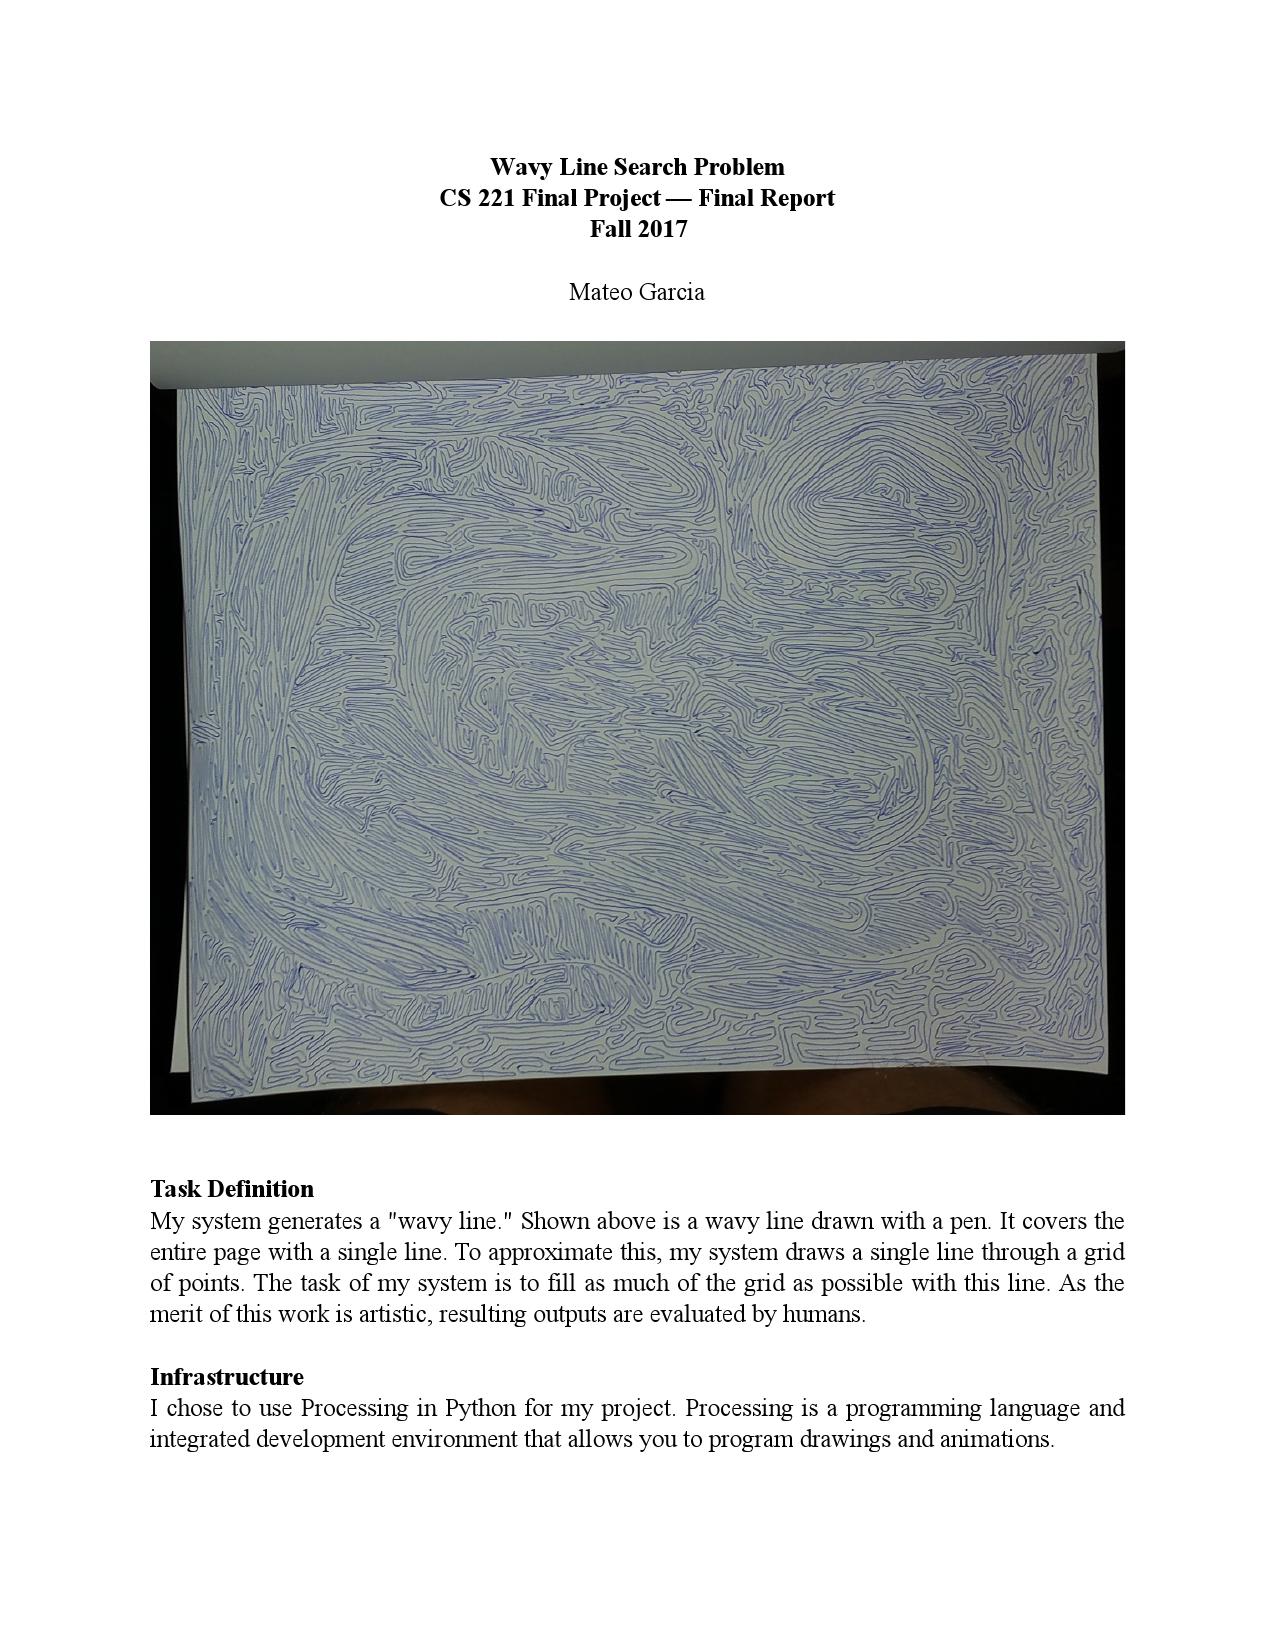 Wavy Line Search Problem
CS 221 Final Project — Final Report
Fall 2017
Mateo Garcia
Task Definition
My system generates a "wavy line." Shown above is a wavy line drawn with a pen. It covers the
entire page with a single line. To approximate this, my system draws a single line through a grid
of points. The task of my system is to fill as much of the grid as possible with this line. As the
merit of this work is artistic, resulting outputs are evaluated by humans.
Infrastructure
I chose to use Processing in Python for my project. Processing is a programming language and
integrated development environment that allows you to program drawings and animations.